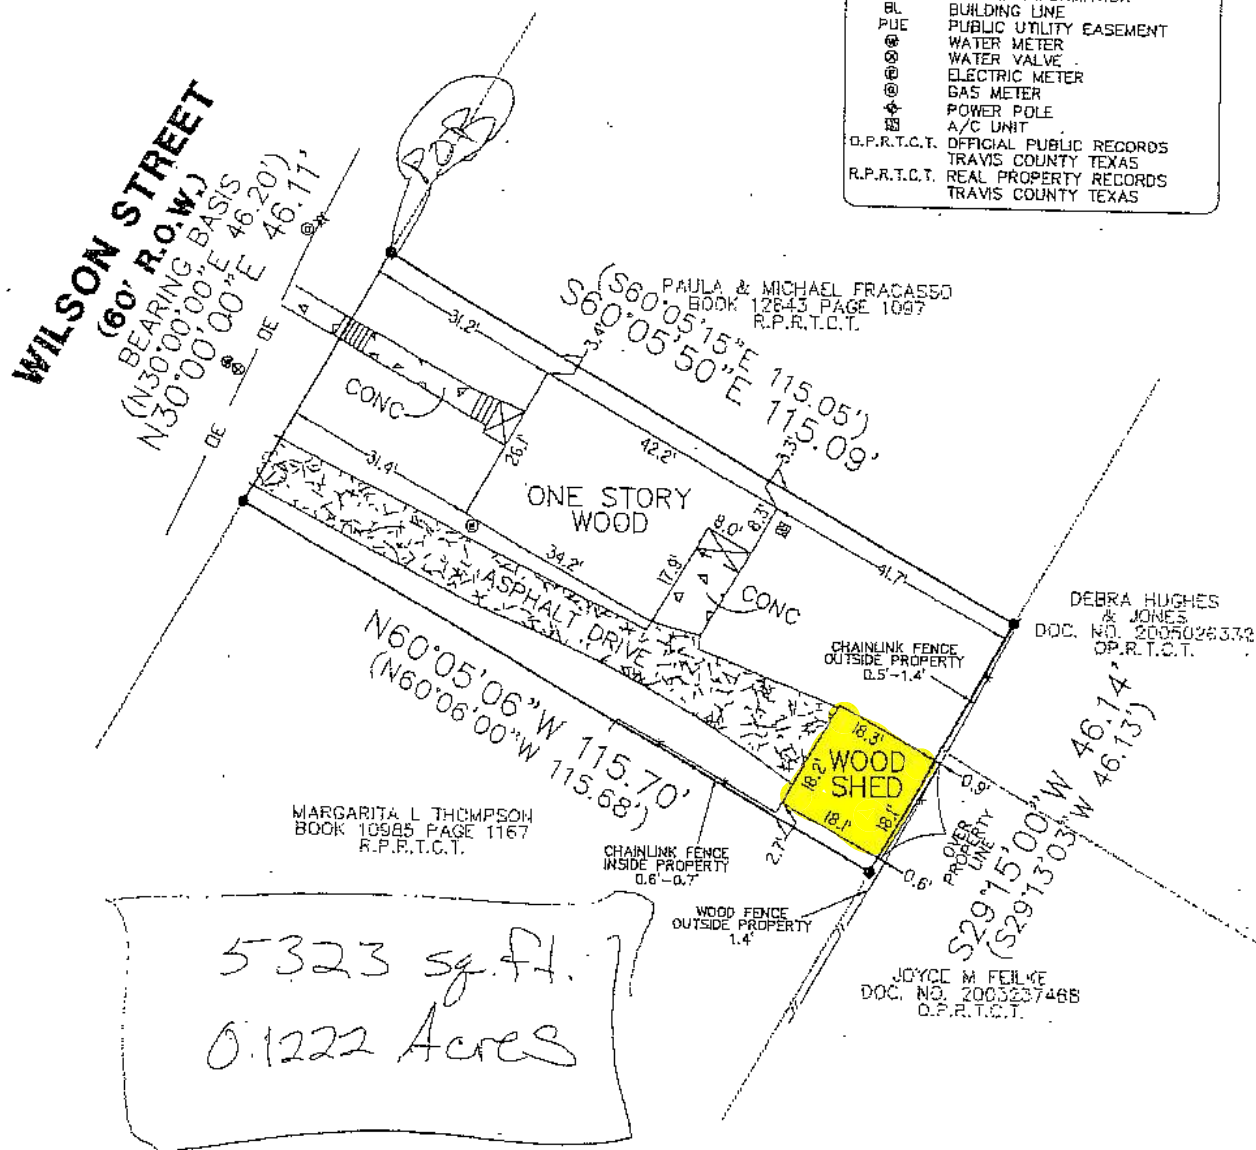 BL BUILDING LINE
PUE PUBLIC UTILITY EASEMENT
WATER METER
WATER VALVE
ELECTRIC METER
GAS METER
POWER POLE
A/C UNIT
O.P.R.T.C.T. OFFICIAL PUBLIC RECORDS
TRAVIS COUNTY TEXAS
R.P.R.T.C.T. REAL PROPERTY RECORDS
TRAVIS COUNTY TEXAS
WILSON STREET
(60' R.O.W.)
BEARING BASIS
(N30°00'00"E 46.20')
N30°00'00"E 46.11'
OE
OE
PAULA & MICHAEL FRACASSO
BOOK 12843 PAGE 1097
R.P.R.T.C.T.
(S60°05'15"E 115.05')
S60°05'50"E 115.09'
31.2'
3.4'
CONC
26.1'
42.2'
3.3'
31.4'
ONE STORY
WOOD
8.0'
8.3'
17.9'
34.2'
41.7'
CONC
ASPHALT DRIVE
N60°05'06"W 115.70'
(N60°06'00"W 115.68')
DEBRA HUGHES
& JONES
DOC. NO. 2005026332
OP.R.T.C.T.
CHAINLINK FENCE
OUTSIDE PROPERTY
0.5'-1.4'
18.3'
WOOD
SHED
18.2'
18.1'
18.1'
0.9'
2.7'
0.6'
OVER
PROPERTY
LINE
S29°15'00"W 46.14'
(S29°13'03"W 46.13')
MARGARITA L THOMPSON
BOOK 10985 PAGE 1167
R.P.R.T.C.T.
CHAINLINK FENCE
INSIDE PROPERTY
0.6'-0.7'
WOOD FENCE
OUTSIDE PROPERTY
1.4'
JOYCE M FEILKE
DOC. NO. 2003237468
O.P.R.T.C.T.
5323 sq.ft.
0.1222 Acres